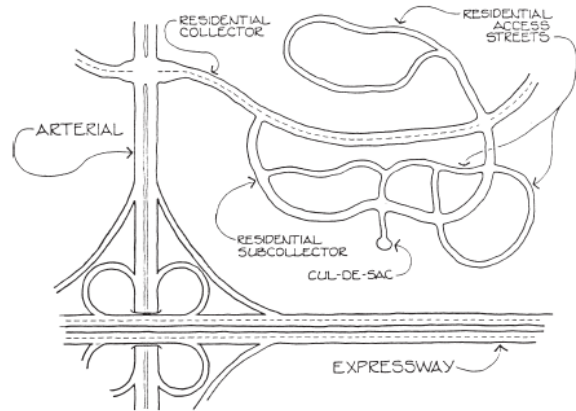 RESIDENTIAL
COLLECTOR
RESIDENTIAL
ACCESS
STREETS
ARTERIAL
RESIDENTIAL
SUBCOLLECTOR
CUL-DE-SAC
EXPRESSWAY